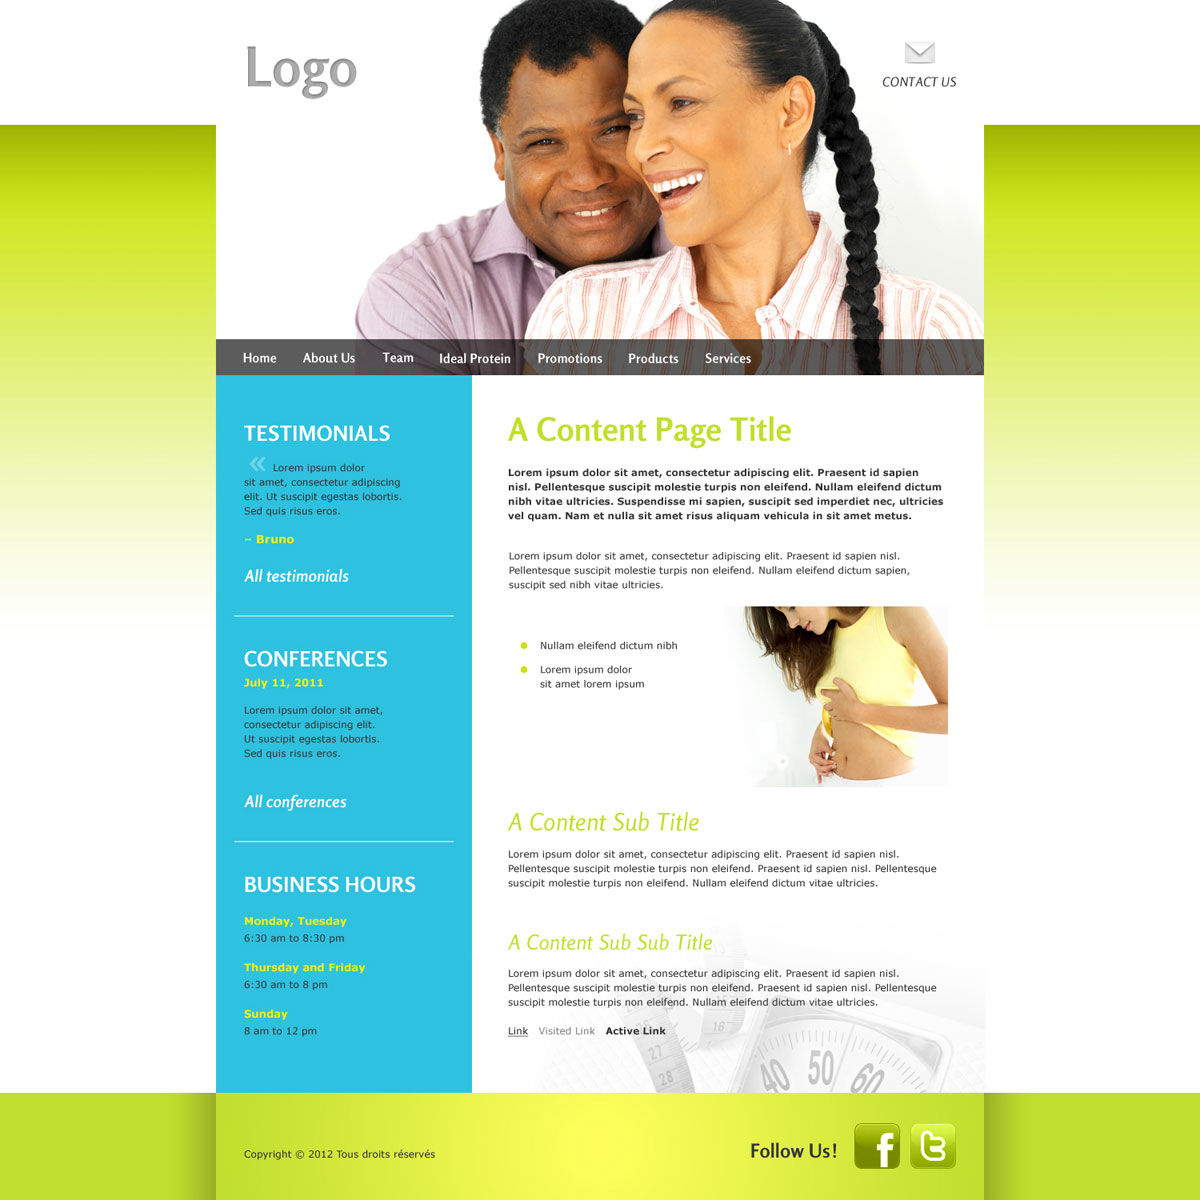 Logo
CONTACT US
Home About Us Team Ideal Protein Promotions Products Services
TESTIMONIALS
« Lorem ipsum dolor
sit amet, consectetur adipiscing
elit. Ut suscipit egestas lobortis.
Sed quis risus eros.
– Bruno
All testimonials
CONFERENCES
July 11, 2011
Lorem ipsum dolor sit amet,
consectetur adipiscing elit.
Ut suscipit egestas lobortis.
Sed quis risus eros.
All conferences
BUSINESS HOURS
Monday, Tuesday
6:30 am to 8:30 pm
Thursday and Friday
6:30 am to 8 pm
Sunday
8 am to 12 pm
A Content Page Title
Lorem ipsum dolor sit amet, consectetur adipiscing elit. Praesent id sapien
nisl. Pellentesque suscipit molestie turpis non eleifend. Nullam eleifend dictum
nibh vitae ultricies. Suspendisse mi sapien, suscipit sed imperdiet nec, ultricies
vel quam. Nam et nulla sit amet risus aliquam vehicula in sit amet metus.
Lorem ipsum dolor sit amet, consectetur adipiscing elit. Praesent id sapien nisl.
Pellentesque suscipit molestie turpis non eleifend. Nullam eleifend dictum sapien,
suscipit sed nibh vitae ultricies.
Nullam eleifend dictum nibh
Lorem ipsum dolor
sit amet lorem ipsum
A Content Sub Title
Lorem ipsum dolor sit amet, consectetur adipiscing elit. Praesent id sapien nisl.
Pellentesque suscipit molestie turpis non eleifend. Praesent id sapien. Pellentesque
suscipit molestie turpis non eleifend. Nullam eleifend dictum vitae ultricies.
A Content Sub Sub Title
Lorem ipsum dolor sit amet, consectetur adipiscing elit. Praesent id sapien nisl.
Pellentesque suscipit molestie turpis non eleifend. Praesent id sapien. Pellentesque
suscipit molestie turpis non eleifend. Nullam eleifend dictum vitae ultricies.
Link Visited Link Active Link
15
16
27
28
40 50 60
Copyright © 2012 Tous droits réservés
Follow Us! f t